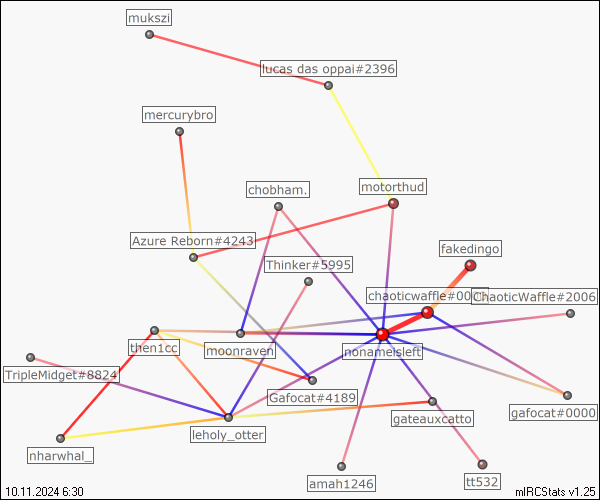 mukszi
lucas das oppai#2396
mercurybro
motorthud
chobham.
Azure Reborn#4243
fakedingo
Thinker#5995
chaoticwaffle#00
ChaoticWaffle#2006
then1cc
moonraven
nonameisleft
TripleMidget#8824
Gafocat#4189
gafocat#0000
gateauxcatto
leholy_otter
nharwhal_
amah1246
tt532
10.11.2024 6:30
mIRCStats v1.25